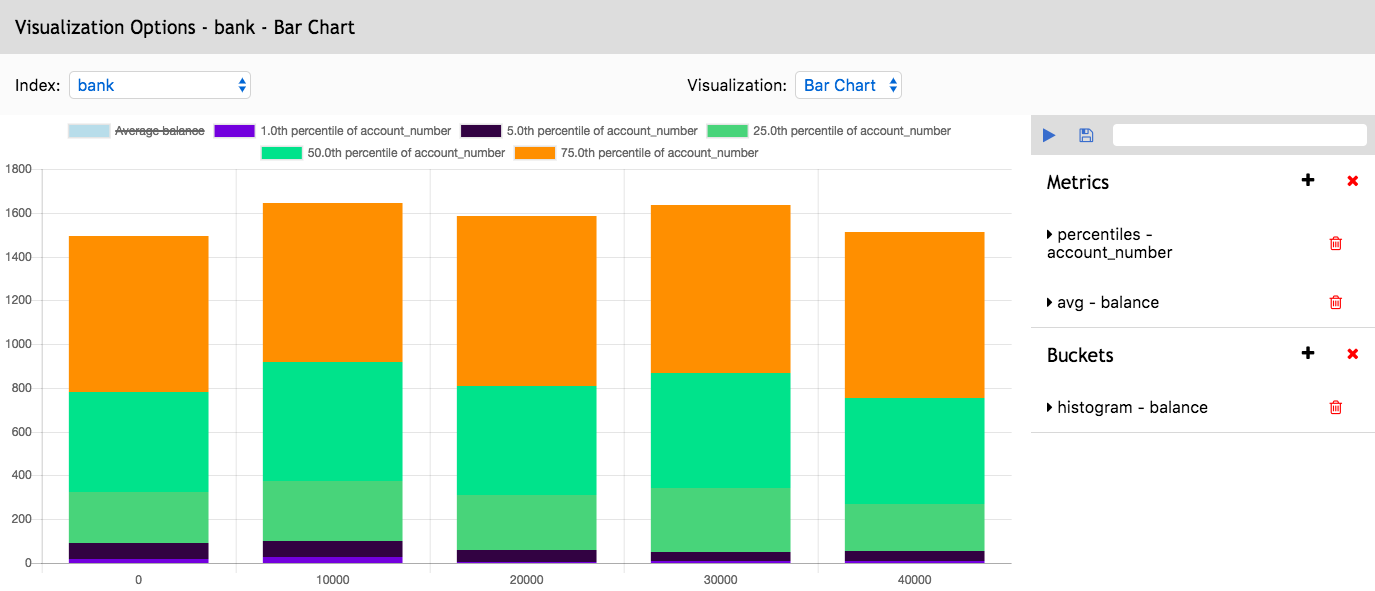 Visualization Options - bank - Bar Chart
Index: bank Visualization: Bar Chart
Average balance 1.0th percentile of account_number 5.0th percentile of account_number 25.0th percentile of account_number
50.0th percentile of account_number 75.0th percentile of account_number
1800
1600
1400
1200
1000
800
600
400
200
0
0 10000 20000 30000 40000
Metrics
percentiles -
account_number
avg - balance
Buckets
histogram - balance